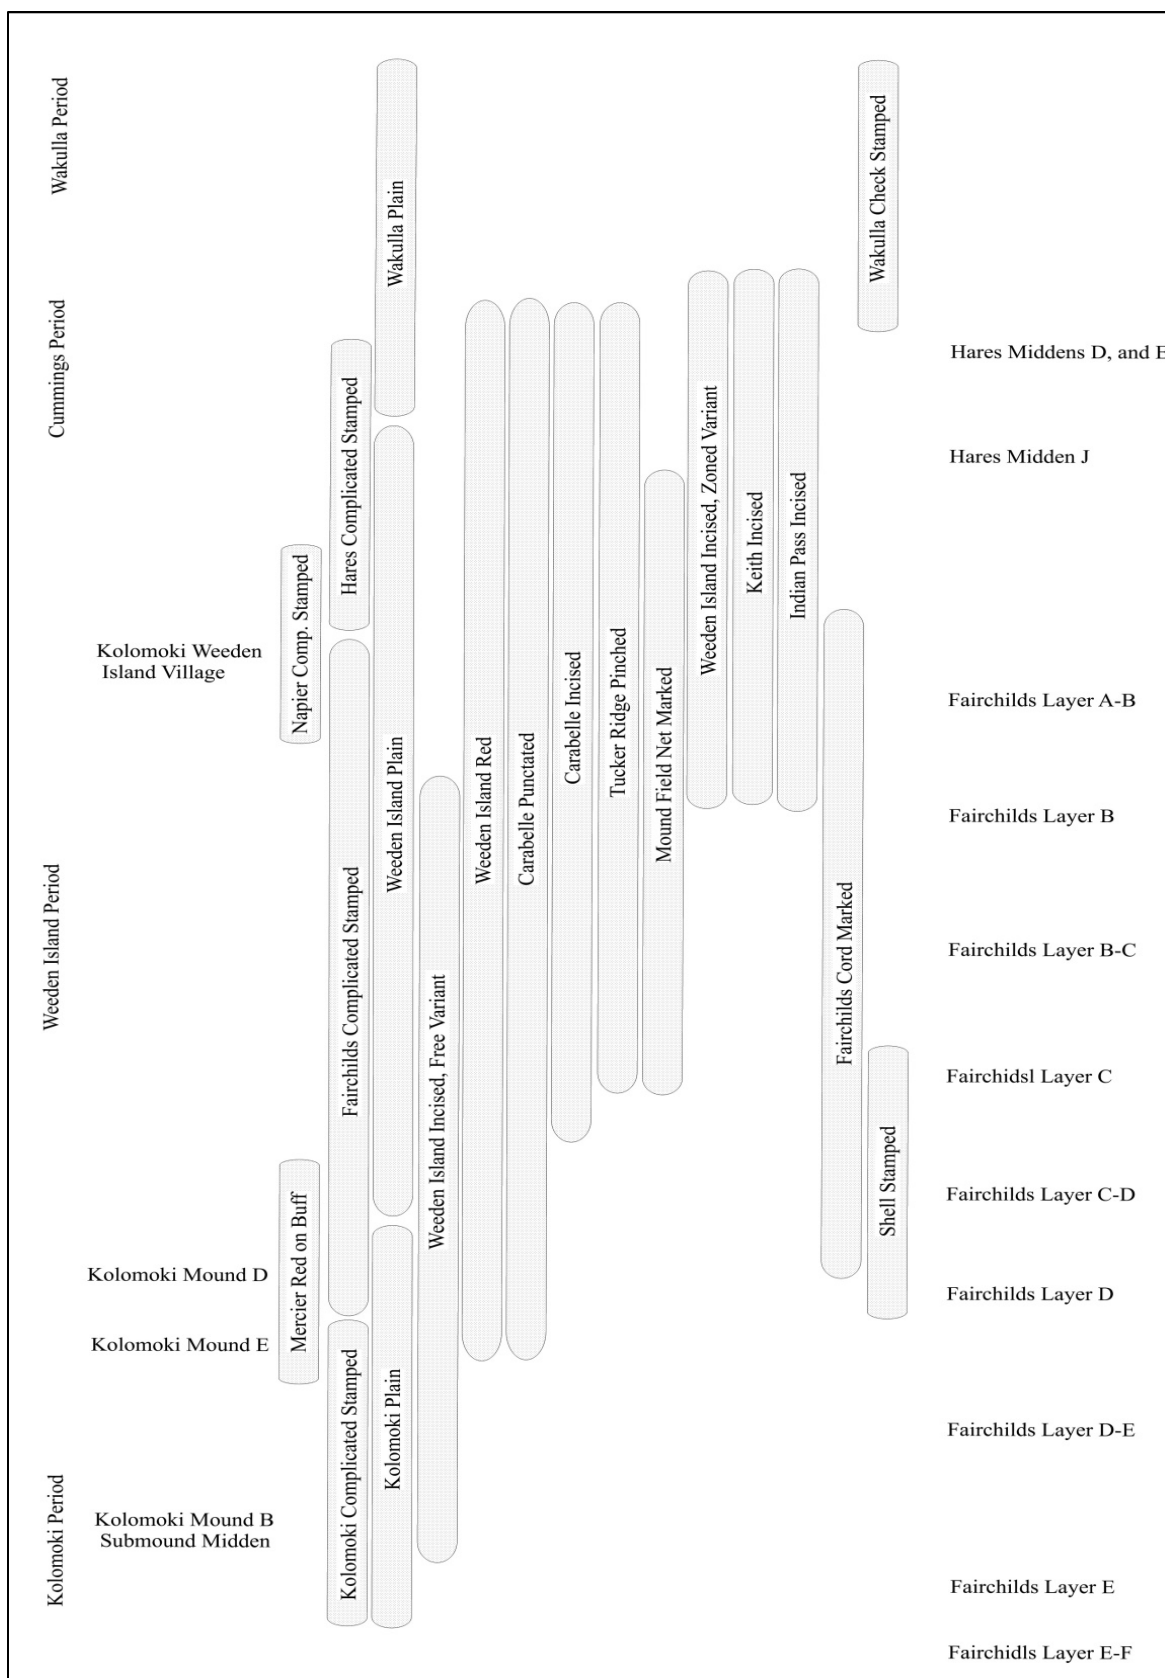 Wakulla Period
Cummings Period
Weeden Island Period
Kolomoki Period
Kolomoki Weeden
Island Village
Kolomoki Mound D
Kolomoki Mound E
Kolomoki Mound B
Submound Midden
Napier Comp. Stamped
Mercier Red on Buff
Hares Complicated Stamped
Fairchilds Complicated Stamped
Kolomoki Complicated Stamped
Wakulla Plain
Weeden Island Plain
Kolomoki Plain
Weeden Island Incised, Free Variant
Weeden Island Red
Carabelle Punctated
Carabelle Incised
Tucker Ridge Pinched
Mound Field Net Marked
Weeden Island Incised, Zoned Variant
Keith Incised
Indian Pass Incised
Fairchilds Cord Marked
Wakulla Check Stamped
Shell Stamped
Hares Middens D, and E
Hares Midden J
Fairchilds Layer A-B
Fairchilds Layer B
Fairchilds Layer B-C
Fairchidsl Layer C
Fairchilds Layer C-D
Fairchilds Layer D
Fairchilds Layer D-E
Fairchilds Layer E
Fairchidls Layer E-F